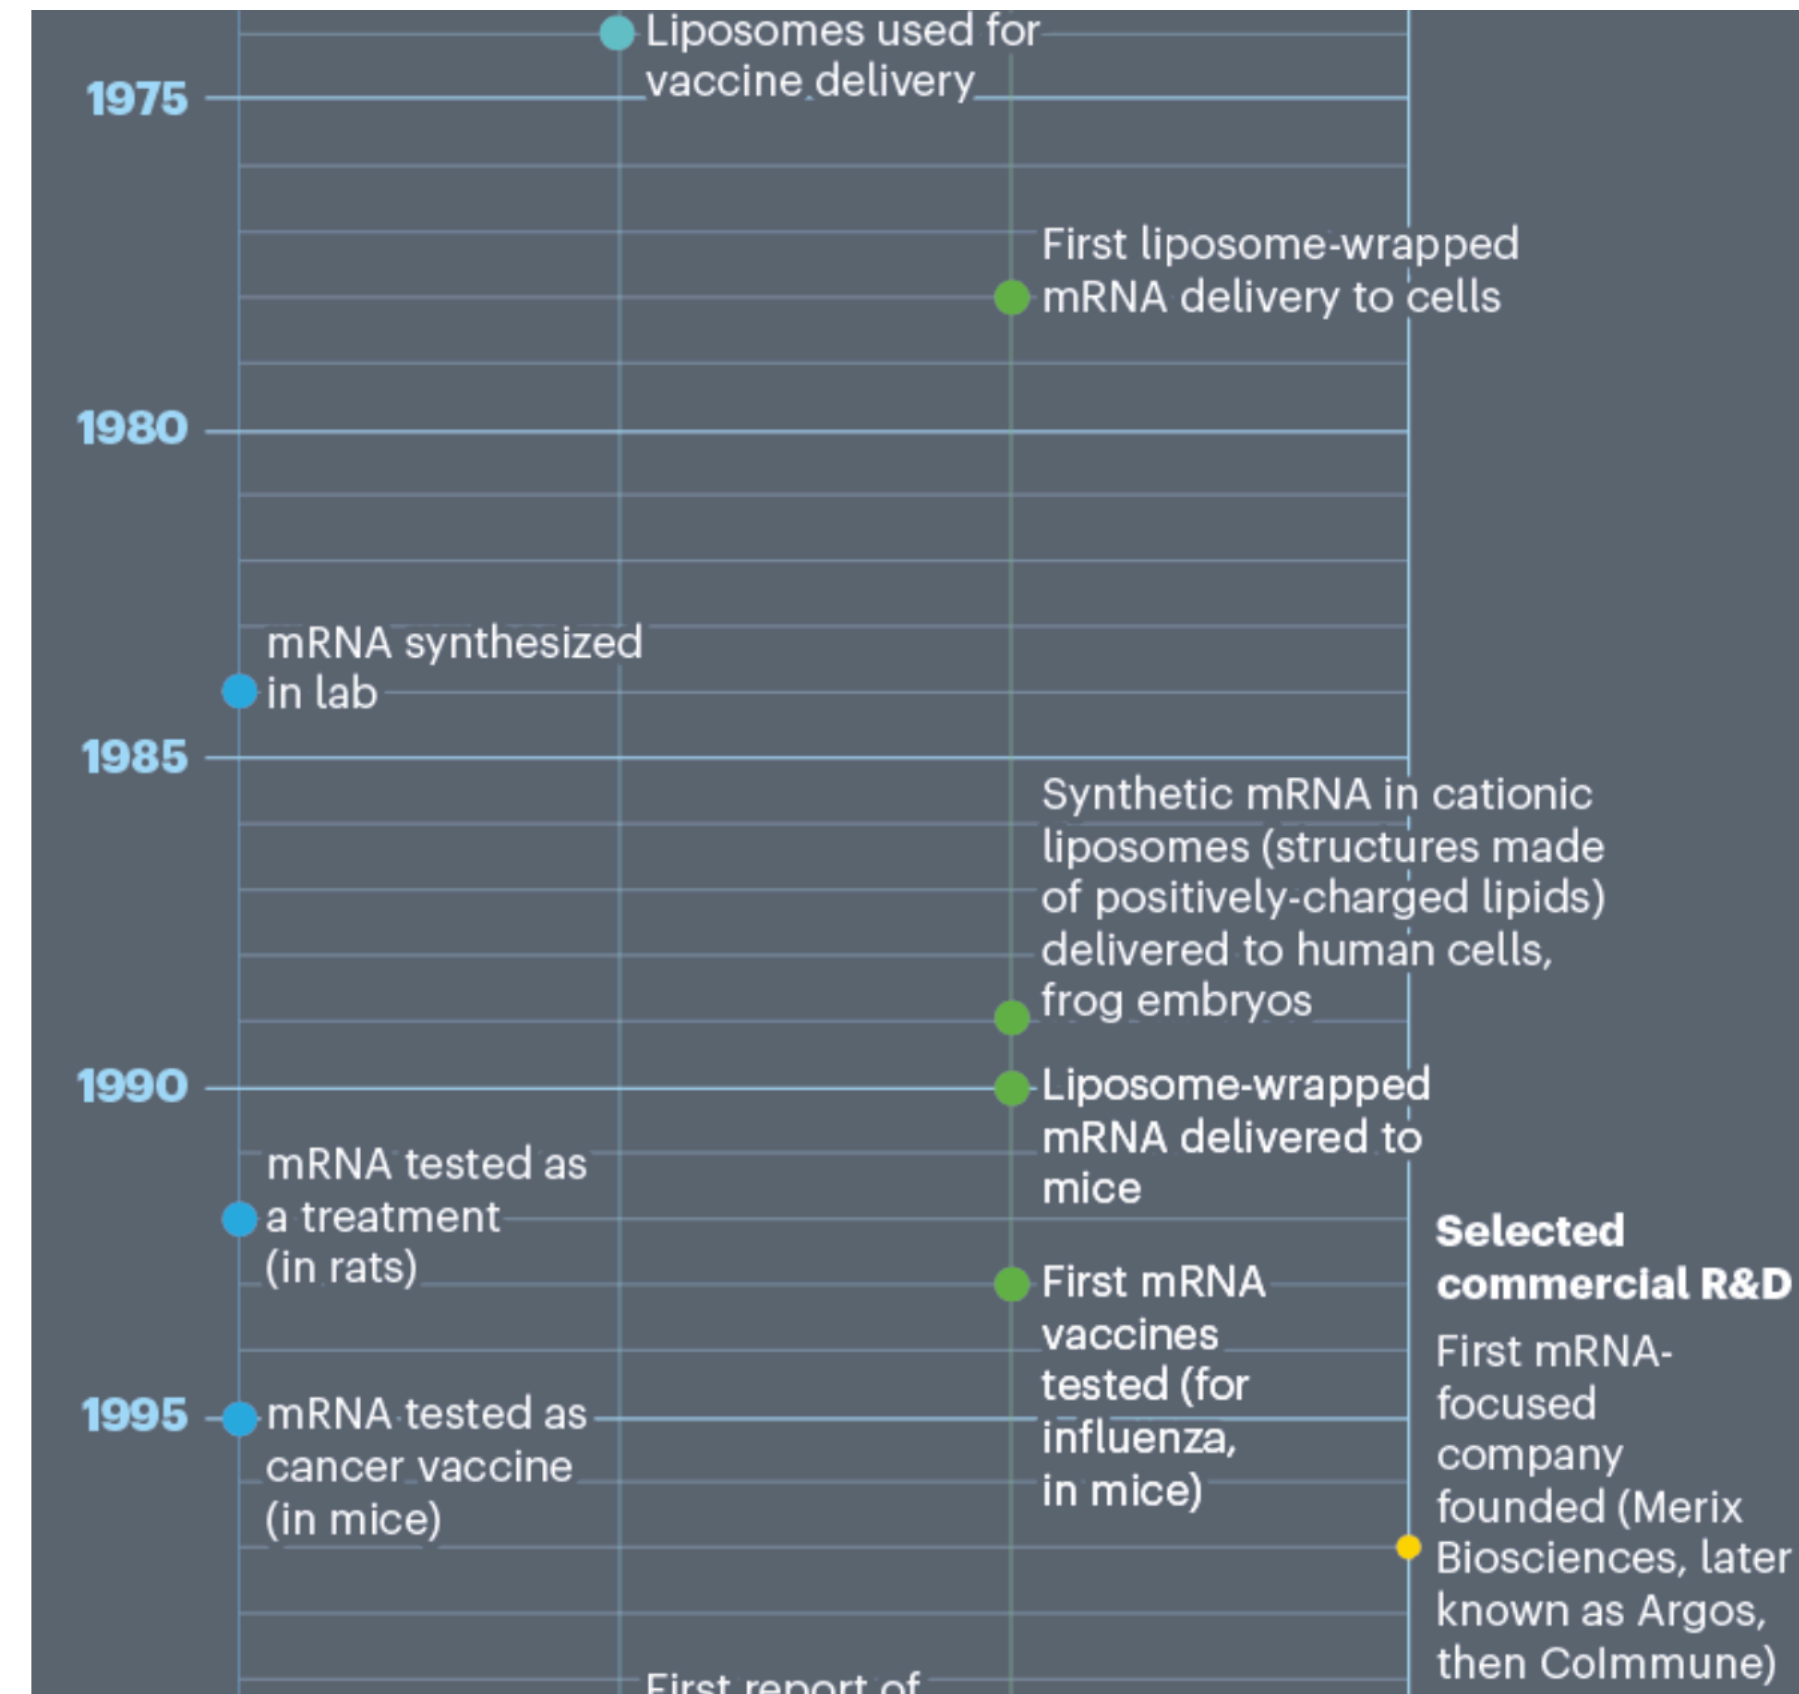 Liposomes used for
vaccine delivery
1975
First liposome-wrapped
mRNA delivery to cells
1980
mRNA synthesized
in lab
1985
Synthetic mRNA in cationic
liposomes (structures made
of positively-charged lipids)
delivered to human cells,
frog embryos
1990
Liposome-wrapped
mRNA delivered to
mice
mRNA tested as
a treatment
(in rats)
First mRNA
vaccines
tested (for
influenza,
in mice)
Selected
commercial R&D
First mRNA-
focused
company
founded (Merix
Biosciences, later
known as Argos,
then CoImmune)
1995
mRNA tested as
cancer vaccine
(in mice)
First report of